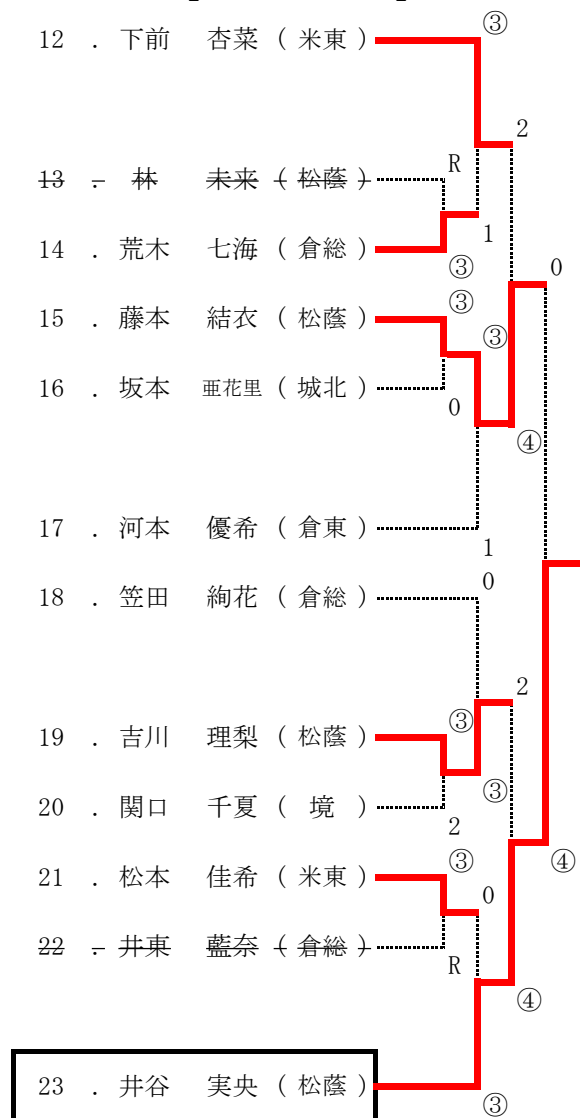 ③
12 . 下前 杏菜 ( 米東 )
2
R
13 . 林 未来 ( 松蔭 )
1
14 . 荒木 七海 ( 倉総 )
③
0
③
15 . 藤本 結衣 ( 松蔭 )
③
16 . 坂本 亜花里 ( 城北 )
0
④
17 . 河本 優希 ( 倉東 )
1
0
18 . 笠田 絢花 ( 倉総 )
2
③
19 . 吉川 理梨 ( 松蔭 )
③
20 . 関口 千夏 ( 境 )
2
③
④
21 . 松本 佳希 ( 米東 )
0
22 . 井東 藍奈 ( 倉総 )
R
④
23 . 井谷 実央 ( 松蔭 )
③